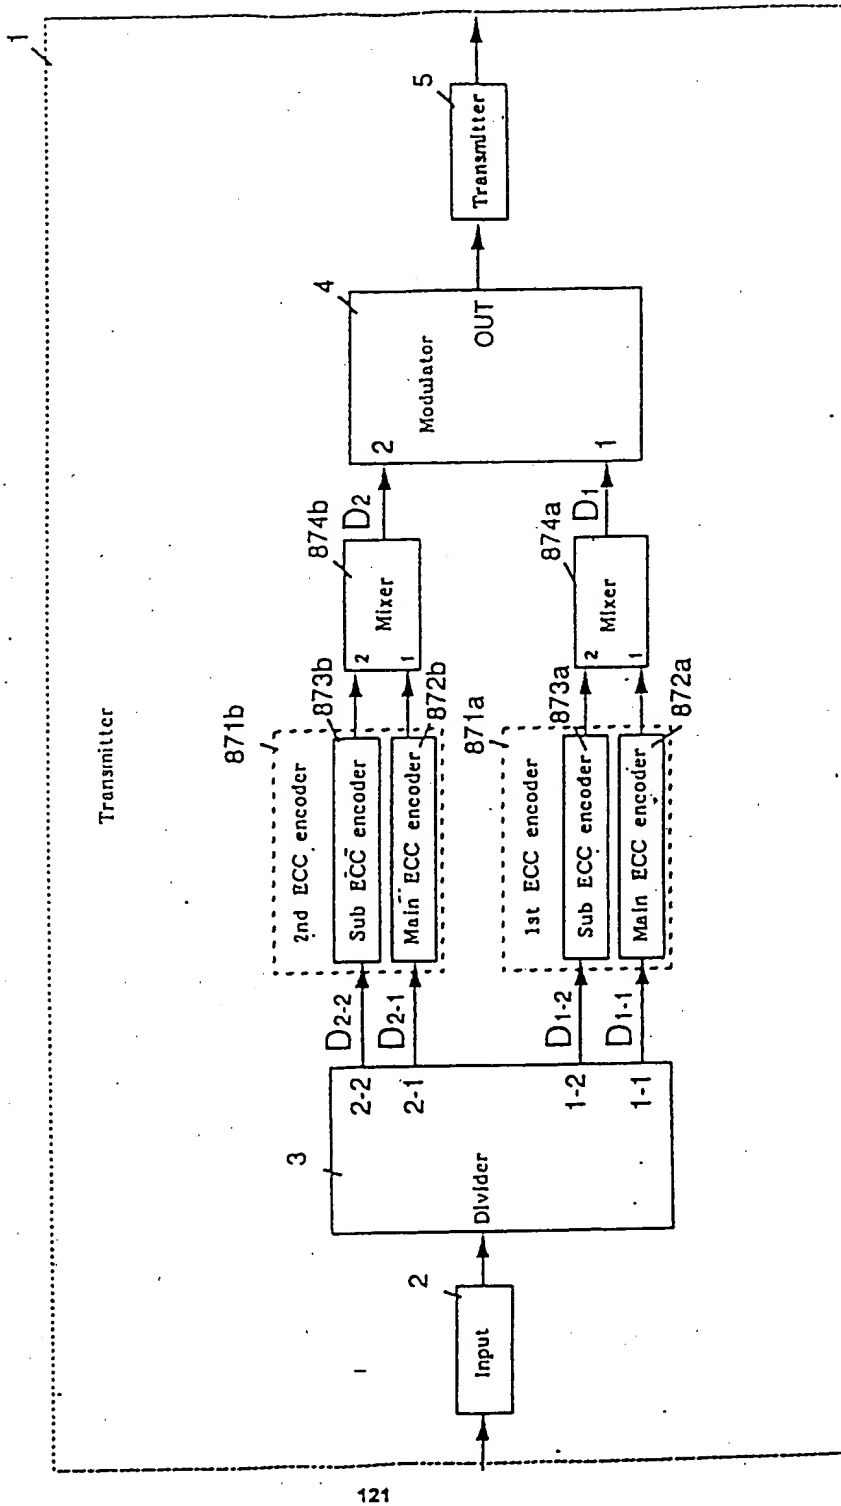 1
Transmitter
Input
2
Divider
3
2-2
2-1
1-2
1-1
D2-2
D2-1
D1-2
D1-1
2nd ECC encoder
871b
Sub ECC encoder
873b
Main ECC encoder
872b
1st ECC encoder
871a
Sub ECC encoder
873a
Main ECC encoder
872a
Mixer
2
1
874b
D2
Mixer
2
1
874a
D1
Modulator
4
2
1
OUT
Transmitter
5
121